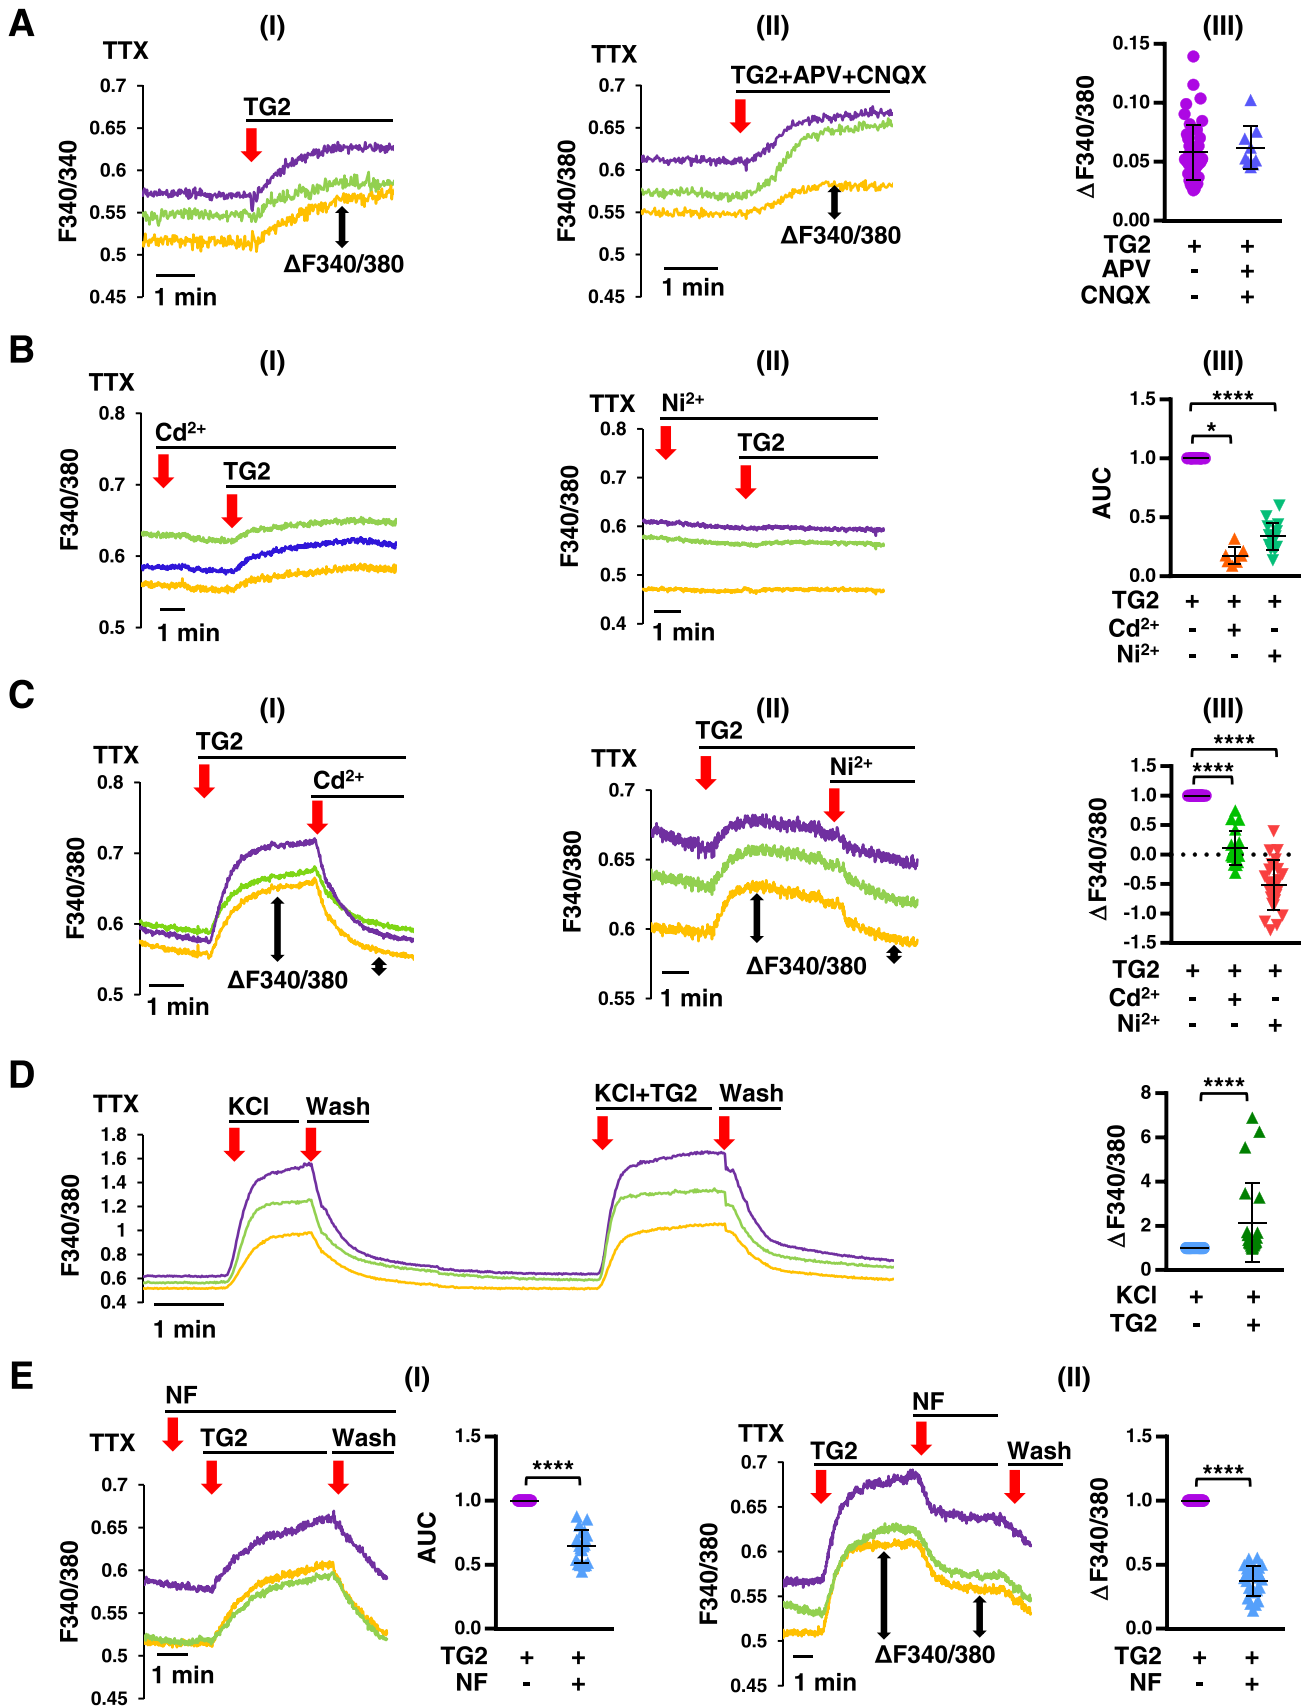 A
(I)
TTX
0.7
0.65
0.6
0.55
0.5
0.45
F340/340
TG2
ΔF340/380
1 min
(II)
TTX
0.7
0.65
0.6
0.55
0.5
0.45
F340/380
TG2+APV+CNQX
ΔF340/380
1 min
(III)
0.15
0.10
0.05
0.00
ΔF340/380
TG2 + +
APV - +
CNQX - +
B
(I)
TTX
0.8
0.7
0.6
0.5
F340/380
Cd²⁺
TG2
1 min
(II)
TTX
0.8
0.7
0.6
0.5
0.4
F340/380
Ni²⁺
TG2
1 min
(III)
1.5
1.0
0.5
0.0
AUC
****
*
TG2 + + +
Cd²⁺ - + -
Ni²⁺ - - +
C
(I)
TTX
0.8
0.7
0.6
0.5
F340/380
TG2
Cd²⁺
ΔF340/380
1 min
(II)
TTX
0.7
0.65
0.6
0.55
F340/380
TG2
Ni²⁺
ΔF340/380
1 min
(III)
1.5
1.0
0.5
0.0
-0.5
-1.0
-1.5
ΔF340/380
****
****
TG2 + + +
Cd²⁺ - + -
Ni²⁺ - - +
D
TTX
1.8
1.6
1.4
1.2
1
0.8
0.6
0.4
F340/380
KCl
Wash
KCl+TG2
Wash
1 min
8
6
4
2
0
ΔF340/380
****
KCl + +
TG2 - +
E
(I)
NF
TTX
TG2
Wash
0.7
0.65
0.6
0.55
0.5
0.45
F340/380
1 min
1.5
1.0
0.5
0.0
AUC
****
TG2 + +
NF - +
(II)
NF
TTX
TG2
Wash
0.7
0.65
0.6
0.55
0.5
0.45
F340/380
ΔF340/380
1 min
1.5
1.0
0.5
0.0
ΔF340/380
****
TG2 + +
NF - +